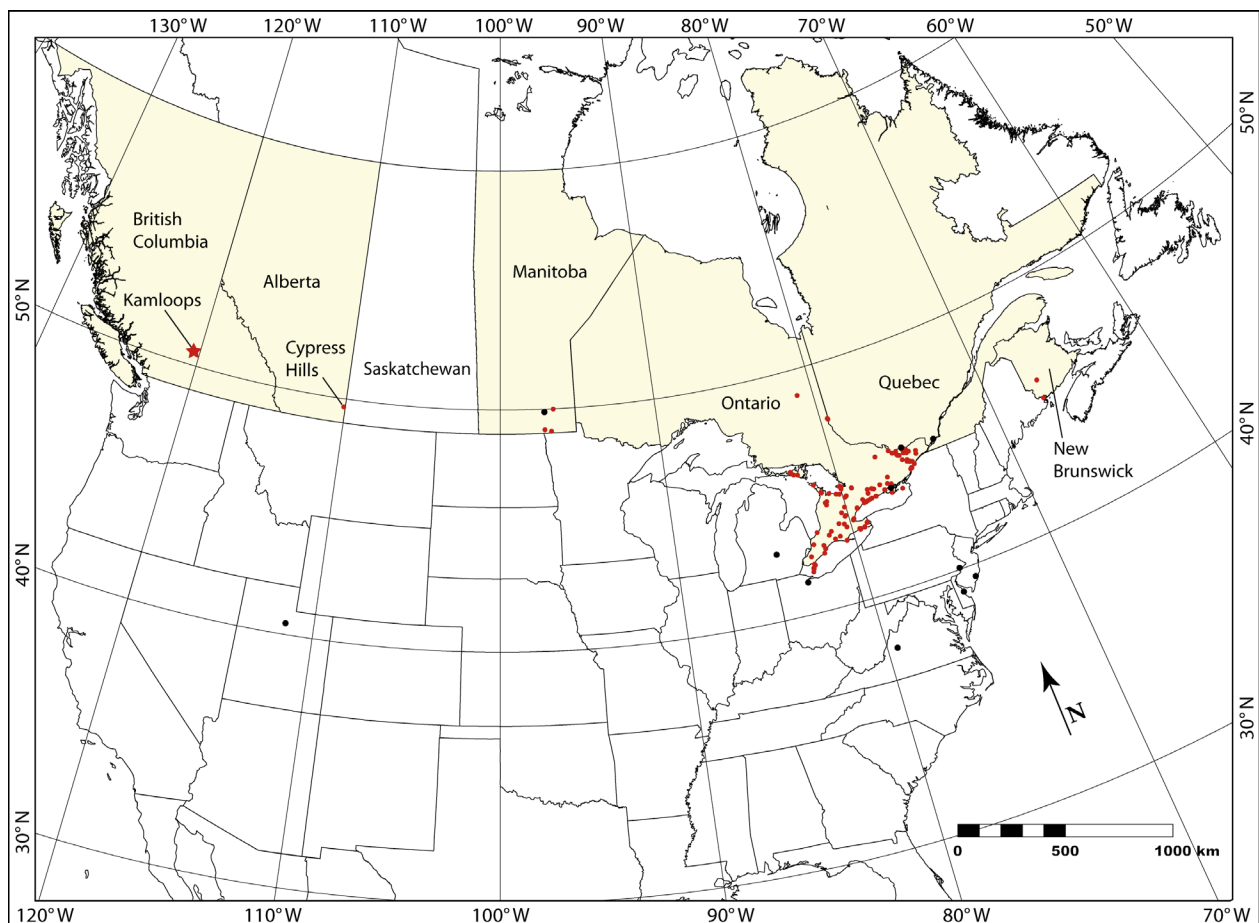 130°W 120°W 110°W 100°W 90°W 80°W 70°W 60°W 50°W
50°N
50°N
British
Columbia
Alberta
Manitoba
Kamloops
Cypress
Hills
Saskatchewan
Quebec
Ontario
New
Brunswick
40°N
40°N
30°N
30°N
N
0 500 1000 km
120°W 110°W 100°W 90°W 80°W 70°W